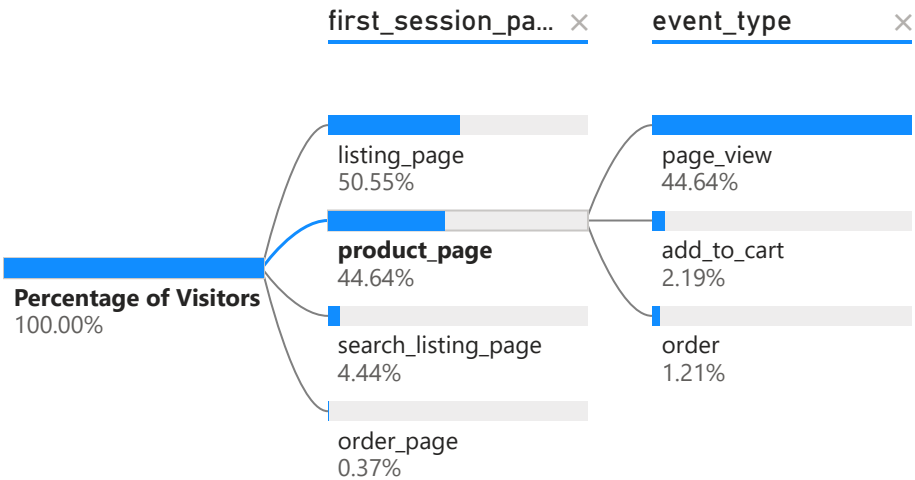 first_session_pa...
event_type
listing_page
50.55%
product_page
44.64%
search_listing_page
4.44%
order_page
0.37%
page_view
44.64%
add_to_cart
2.19%
order
1.21%
Percentage of Visitors
100.00%